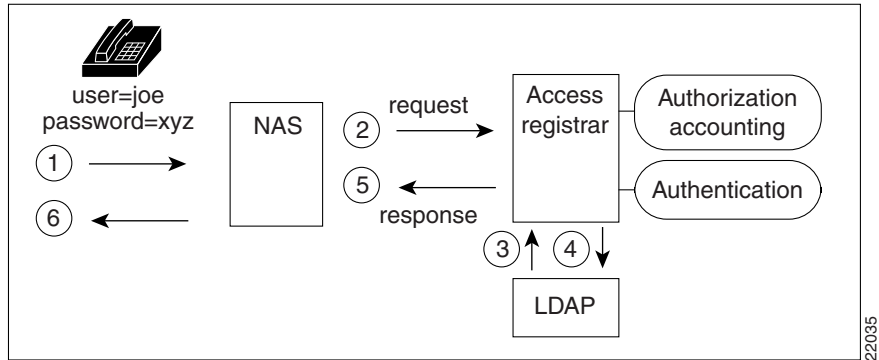 user=joe
password=xyz
1
6
NAS
2
request
5
response
Access
registrar
Authorization
accounting
Authentication
3
4
LDAP
22035